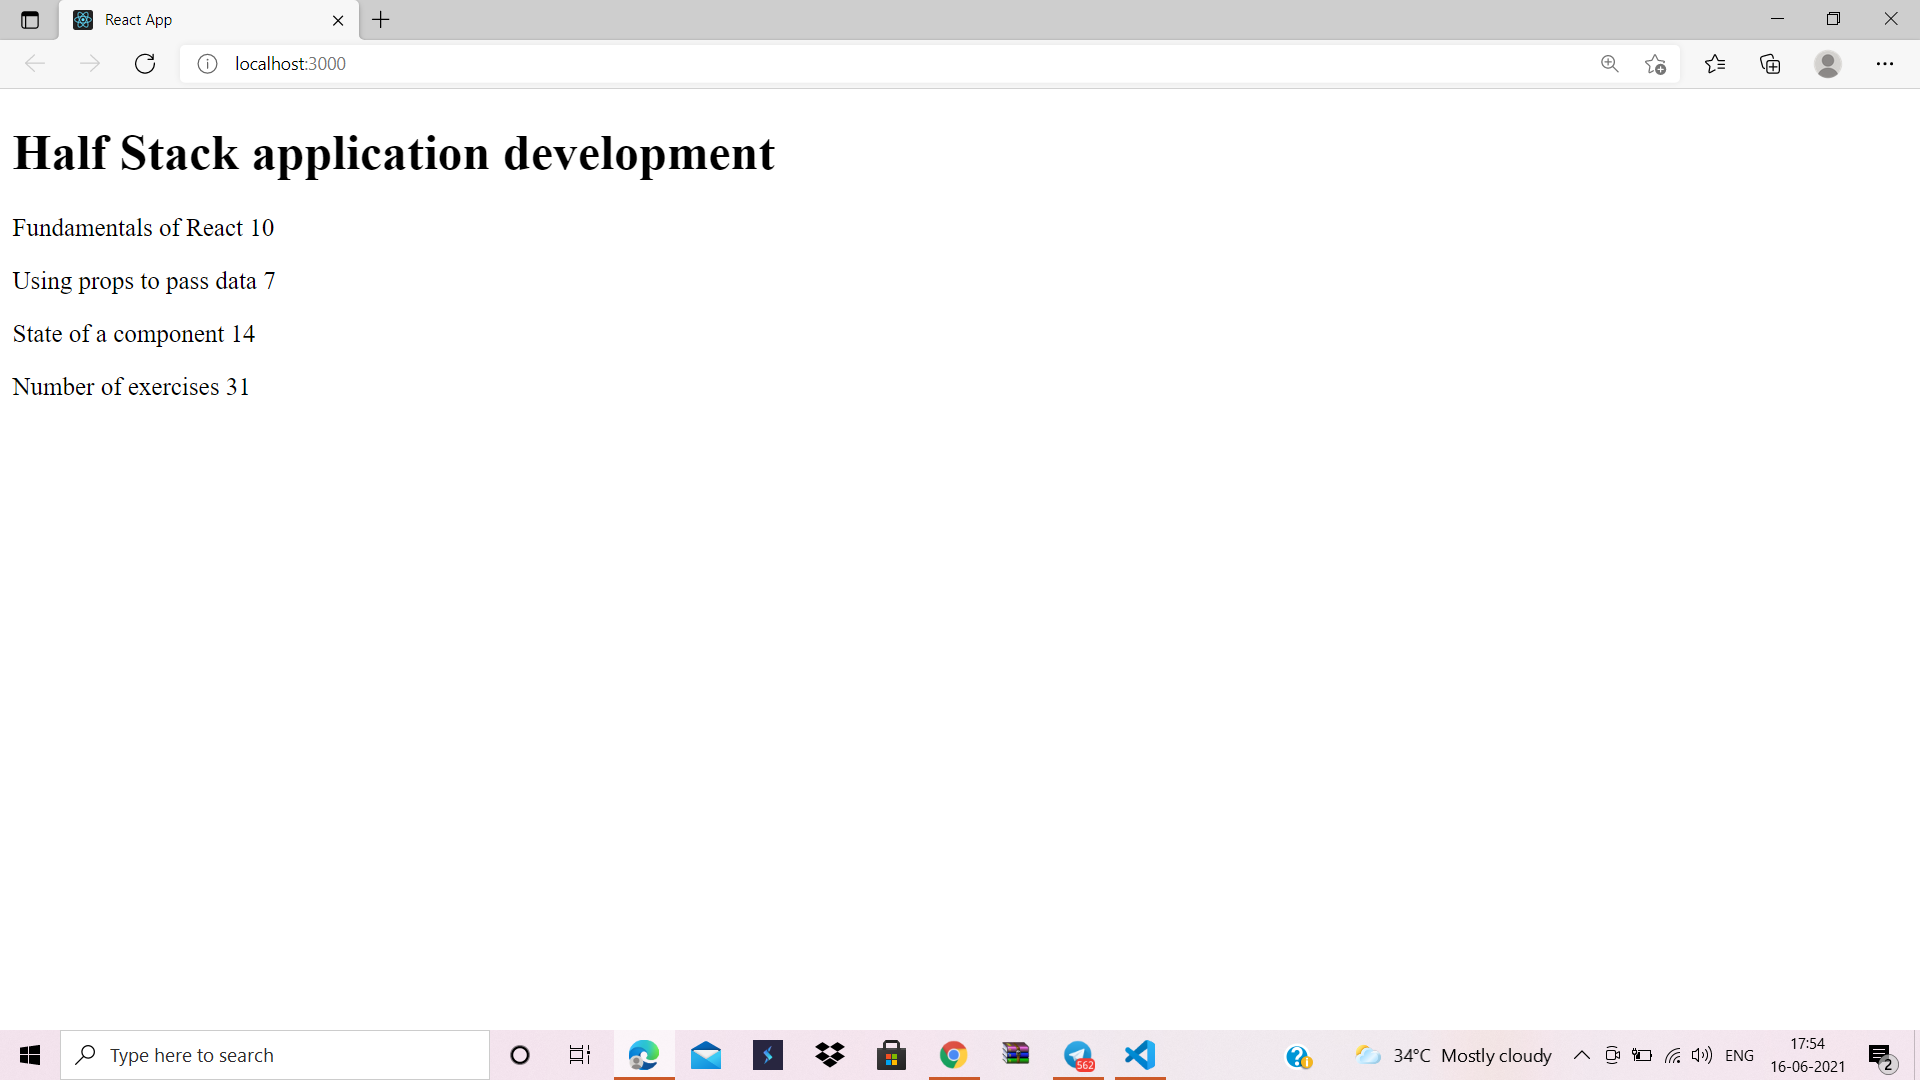 React App
localhost:3000
Half Stack application development
Fundamentals of React 10
Using props to pass data 7
State of a component 14
Number of exercises 31
Type here to search
562
34°C Mostly cloudy
ENG
17:54
16-06-2021
2